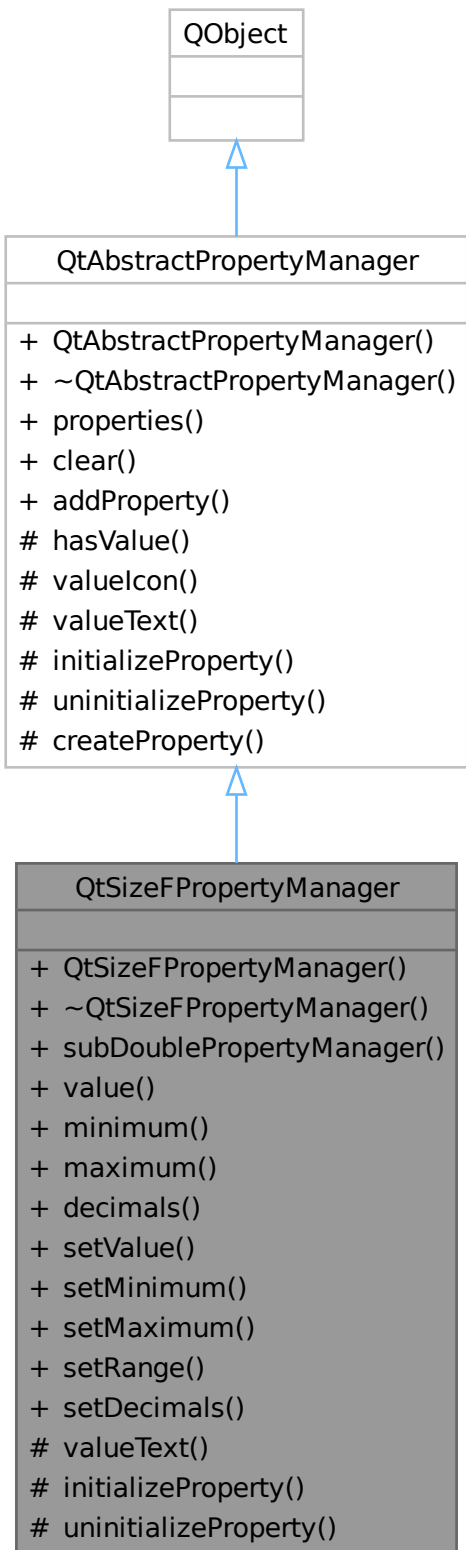 QObject
QtAbstractPropertyManager
+ QtAbstractPropertyManager()
+ ~QtAbstractPropertyManager()
+ properties()
+ clear()
+ addProperty()
# hasValue()
# valueIcon()
# valueText()
# initializeProperty()
# uninitializeProperty()
# createProperty()
QtSizeFPropertyManager
+ QtSizeFPropertyManager()
+ ~QtSizeFPropertyManager()
+ subDoublePropertyManager()
+ value()
+ minimum()
+ maximum()
+ decimals()
+ setValue()
+ setMinimum()
+ setMaximum()
+ setRange()
+ setDecimals()
# valueText()
# initializeProperty()
# uninitializeProperty()